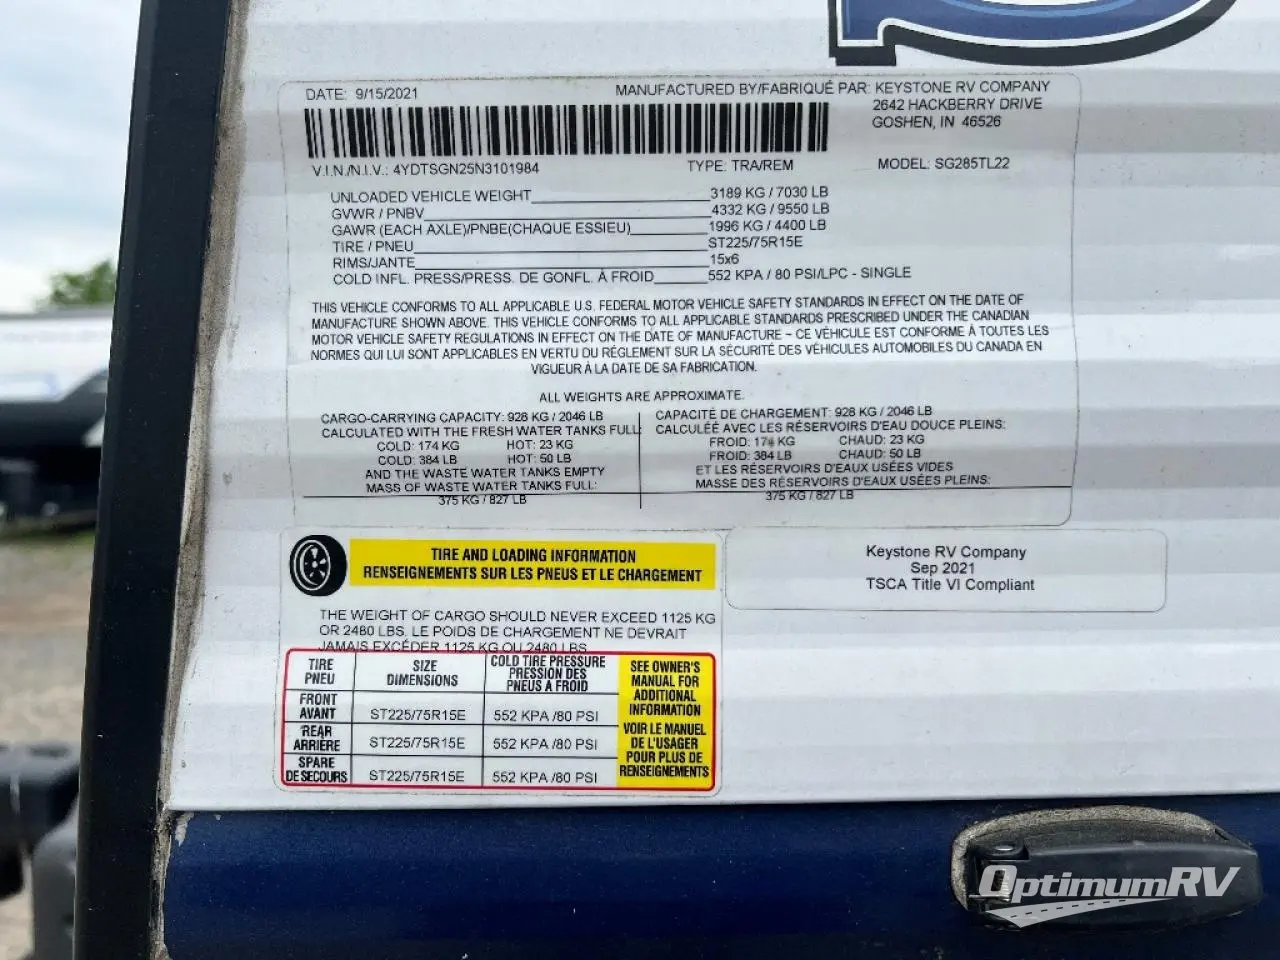 DATE: 9/15/2021
MANUFACTURED BY/FABRIQUÉ PAR: KEYSTONE RV COMPANY
2642 HACKBERRY DRIVE
GOSHEN, IN 46526
V.I.N./N.I.V.: 4YDTSGN25N3101984
TYPE: TRA/REM
MODEL: SG285TL22
UNLOADED VEHICLE WEIGHT 3189 KG / 7030 LB
GVWR / PNBV 4332 KG / 9550 LB
GAWR (EACH AXLE)/PNBE(CHAQUE ESSIEU) 1996 KG / 4400 LB
TIRE / PNEU ST225/75R15E
RIMS/JANTE 15x6
COLD INFL. PRESS/PRESS. DE GONFL. À FROID 552 KPA / 80 PSI/LPC - SINGLE
THIS VEHICLE CONFORMS TO ALL APPLICABLE U.S. FEDERAL MOTOR VEHICLE SAFETY STANDARDS IN EFFECT ON THE DATE OF
MANUFACTURE SHOWN ABOVE. THIS VEHICLE CONFORMS TO ALL APPLICABLE STANDARDS PRESCRIBED UNDER THE CANADIAN
MOTOR VEHICLE SAFETY REGULATIONS IN EFFECT ON THE DATE OF MANUFACTURE – CE VÉHICULE EST CONFORME À TOUTES LES
NORMES QUI LUI SONT APPLICABLES EN VERTU DU RÉGLEMENT SUR LA SÉCURITÉ DES VÉHICULES AUTOMOBILES DU CANADA EN
VIGUEUR À LA DATE DE SA FABRICATION.
ALL WEIGHTS ARE APPROXIMATE.
CARGO-CARRYING CAPACITY: 928 KG / 2046 LB
CALCULATED WITH THE FRESH WATER TANKS FULL:
COLD: 174 KG HOT: 23 KG
COLD: 384 LB HOT: 50 LB
AND THE WASTE WATER TANKS EMPTY
MASS OF WASTE WATER TANKS FULL:
375 KG / 827 LB
CAPACITÉ DE CHARGEMENT: 928 KG / 2046 LB
CALCULÉE AVEC LES RÉSERVOIRS D'EAU DOUCE PLEINS:
FROID: 174 KG CHAUD: 23 KG
FROID: 384 LB CHAUD: 50 LB
ET LES RÉSERVOIRS D'EAUX USÉES VIDES
MASSE DES RÉSERVOIRS D'EAUX USÉES PLEINS:
375 KG / 827 LB
TIRE AND LOADING INFORMATION
RENSEIGNEMENTS SUR LES PNEUS ET LE CHARGEMENT
THE WEIGHT OF CARGO SHOULD NEVER EXCEED 1125 KG
OR 2480 LBS. LE POIDS DE CHARGEMENT NE DEVRAIT
JAMAIS EXCÉDER 1125 KG OU 2480 LBS
TIRE
PNEU
SIZE
DIMENSIONS
COLD TIRE PRESSURE
PRESSION DES
PNEUS A FROID
FRONT
AVANT
ST225/75R15E
552 KPA /80 PSI
REAR
ARRIÈRE
ST225/75R15E
552 KPA /80 PSI
SPARE
DE SECOURS
ST225/75R15E
552 KPA /80 PSI
SEE OWNER'S
MANUAL FOR
ADDITIONAL
INFORMATION
VOIR LE MANUEL
DE L'USAGER
POUR PLUS DE
RENSEIGNEMENTS
Keystone RV Company
Sep 2021
TSCA Title VI Compliant
OptimumRV